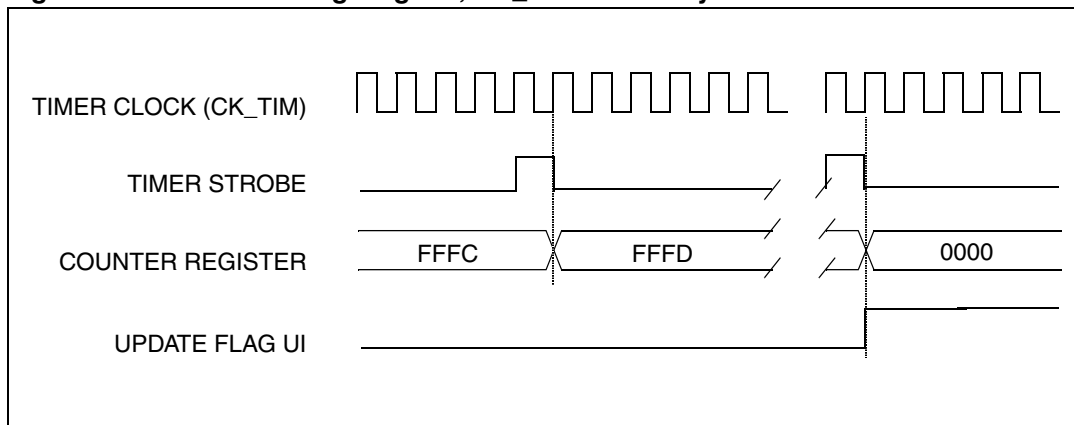 TIMER CLOCK (CK_TIM)
TIMER STROBE
COUNTER REGISTER FFFC FFFD 0000
UPDATE FLAG UI